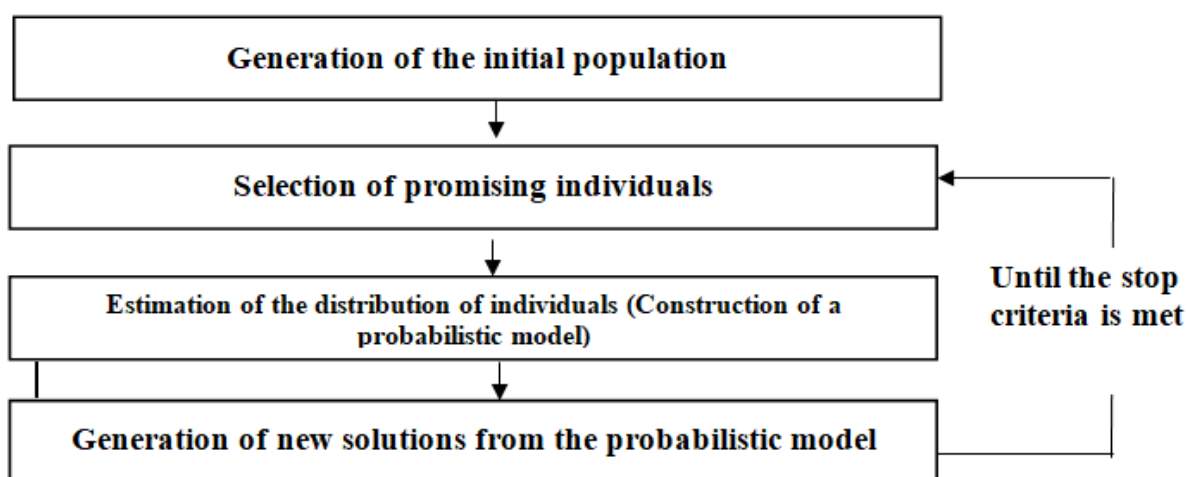 Generation of the initial population
Selection of promising individuals
Estimation of the distribution of individuals (Construction of a
probabilistic model)
Until the stop
criteria is met
Generation of new solutions from the probabilistic model